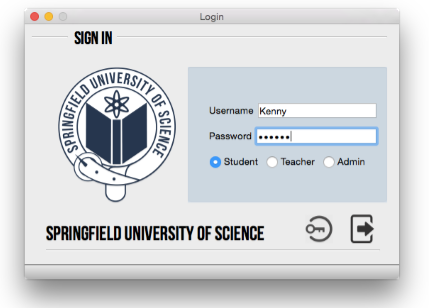 Login
SIGN IN
SPRINGFIELD UNIVERSITY OF SCIENCE
Username Kenny
Password ••••••
Student Teacher Admin
SPRINGFIELD UNIVERSITY OF SCIENCE